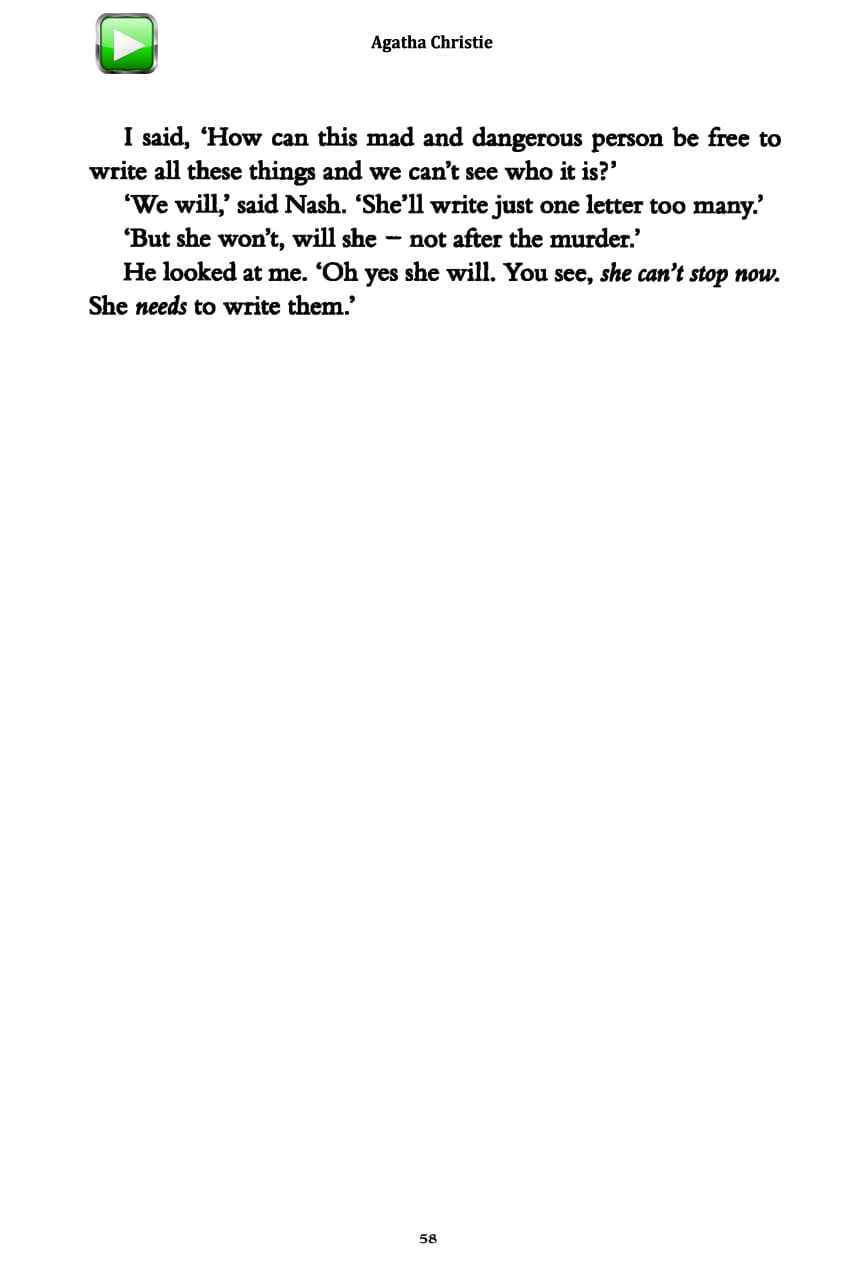 Agatha Christie
I said, ‘How can this mad and dangerous person be free to
write all these things and we can’t see who it is?’
‘We will,’ said Nash. ‘She’ll write just one letter too many.’
‘But she won’t, will she – not after the murder.’
He looked at me. ‘Oh yes she will. You see, she can’t stop now.
She needs to write them.’
58